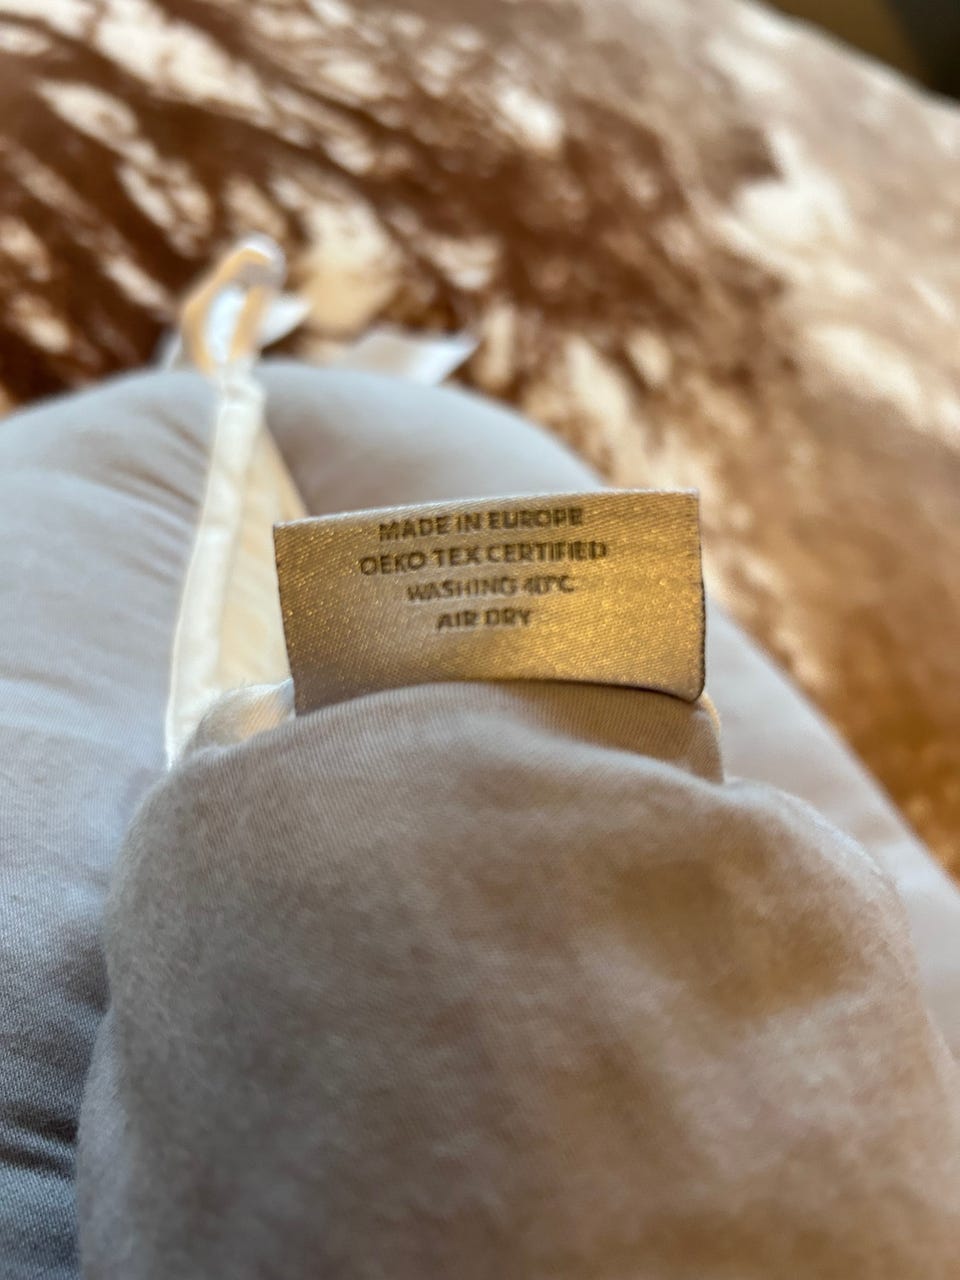 MADE IN EUROPE
OEKO TEX CERTIFIED
WASHING 40°C
AIR DRY